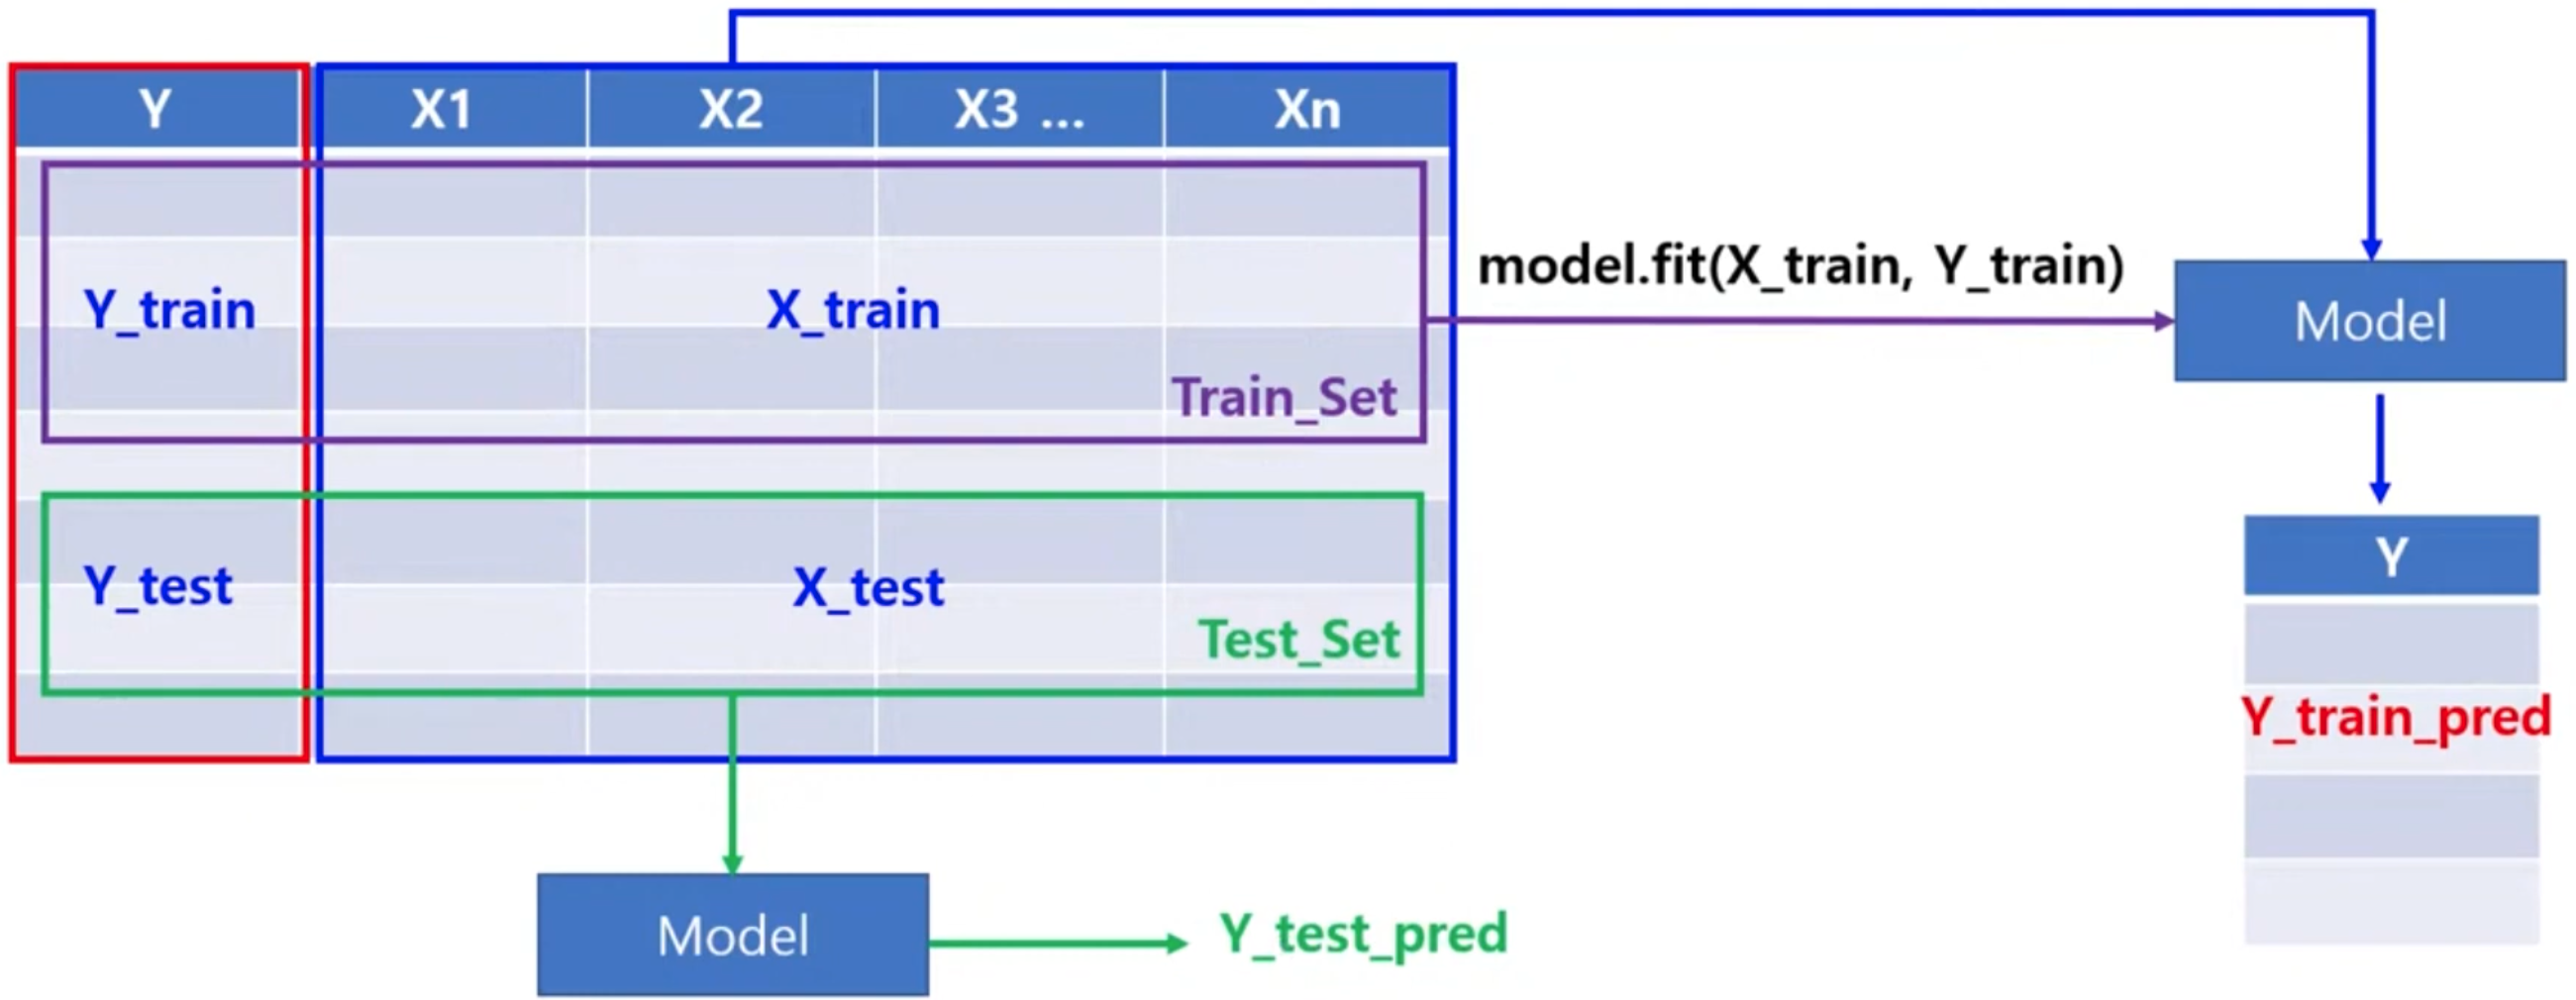 Y X1 X2 X3 ... Xn
model.fit(X_train, Y_train)
Y_train X_train
Model
Train_Set
Y
Y_test X_test
Test_Set
Y_train_pred
Model
Y_test_pred